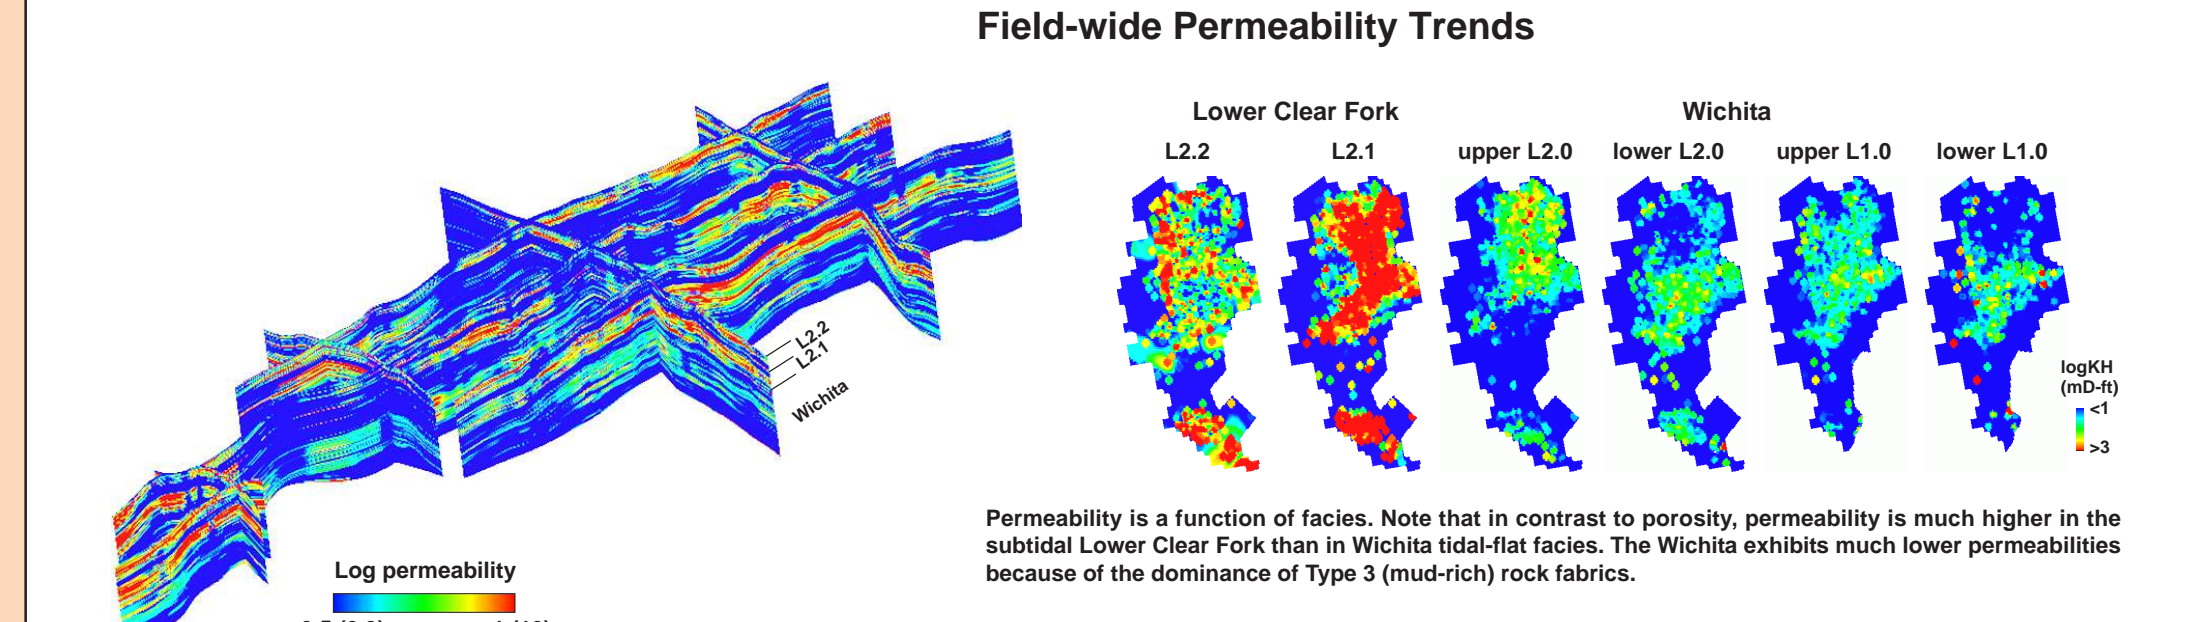 Field-wide Permeability Trends
Lower Clear Fork
Wichita
L2.2
L2.1
upper L2.0
lower L2.0
upper L1.0
lower L1.0
L2.2
L2.1
Wichita
logKH
(mD-ft)
<1
>3
Permeability is a function of facies. Note that in contrast to porosity, permeability is much higher in the
subtidal Lower Clear Fork than in Wichita tidal-flat facies. The Wichita exhibits much lower permeabilities
because of the dominance of Type 3 (mud-rich) rock fabrics.
Log permeability